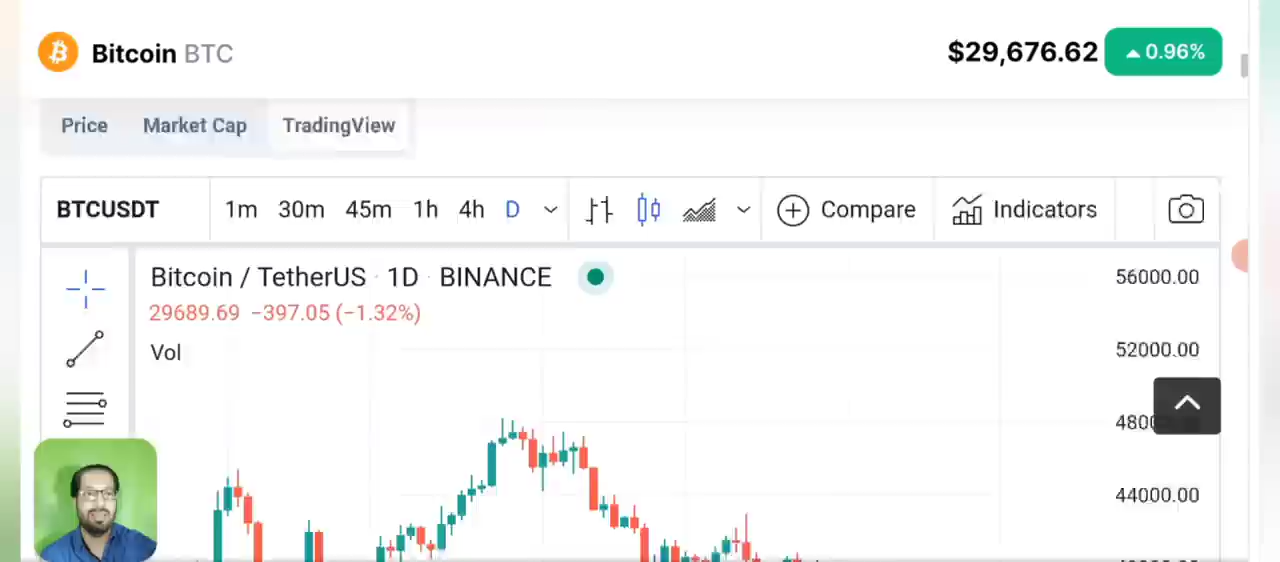 Bitcoin BTC
$29,676.62 0.96%
Price Market Cap TradingView
BTCUSDT 1m 30m 45m 1h 4h D Compare Indicators
Bitcoin / TetherUS · 1D · BINANCE
29689.69 −397.05 (−1.32%)
Vol
56000.00
52000.00
480
44000.00